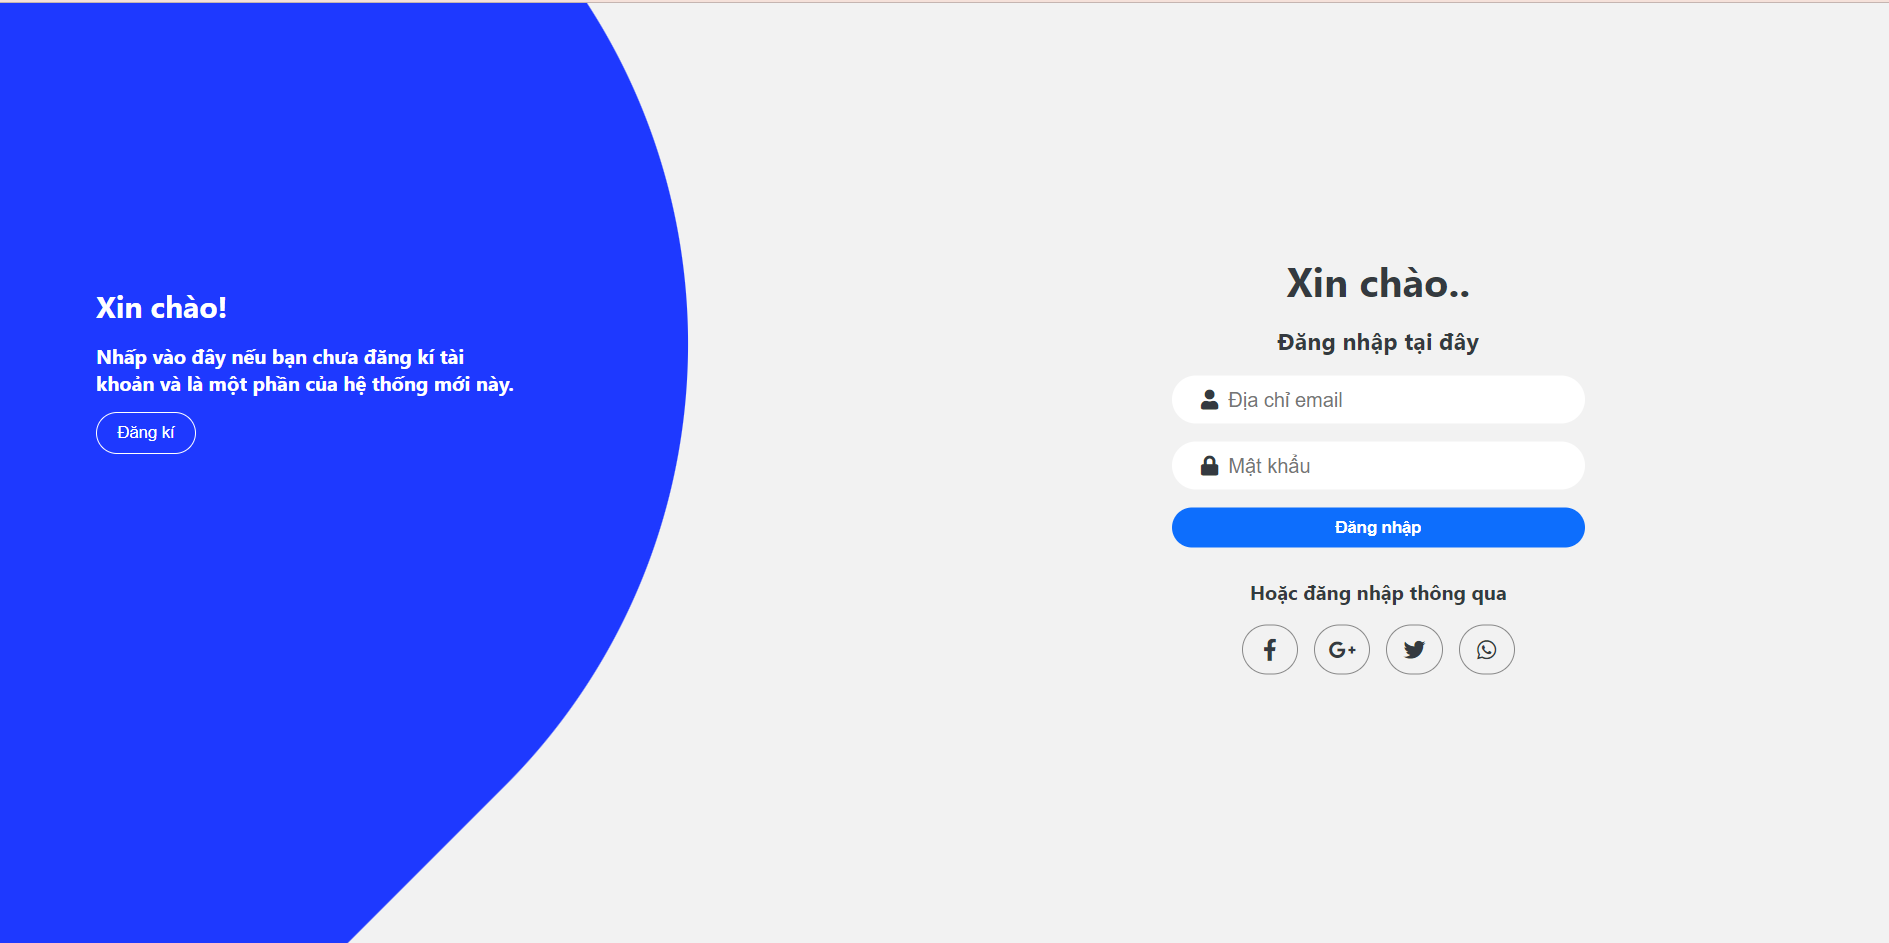 Xin chào!
Nhấp vào đây nếu bạn chưa đăng kí tài
khoản và là một phần của hệ thống mới này.
Đăng kí
Xin chào..
Đăng nhập tại đây
Địa chỉ email
Mật khẩu
Đăng nhập
Hoặc đăng nhập thông qua